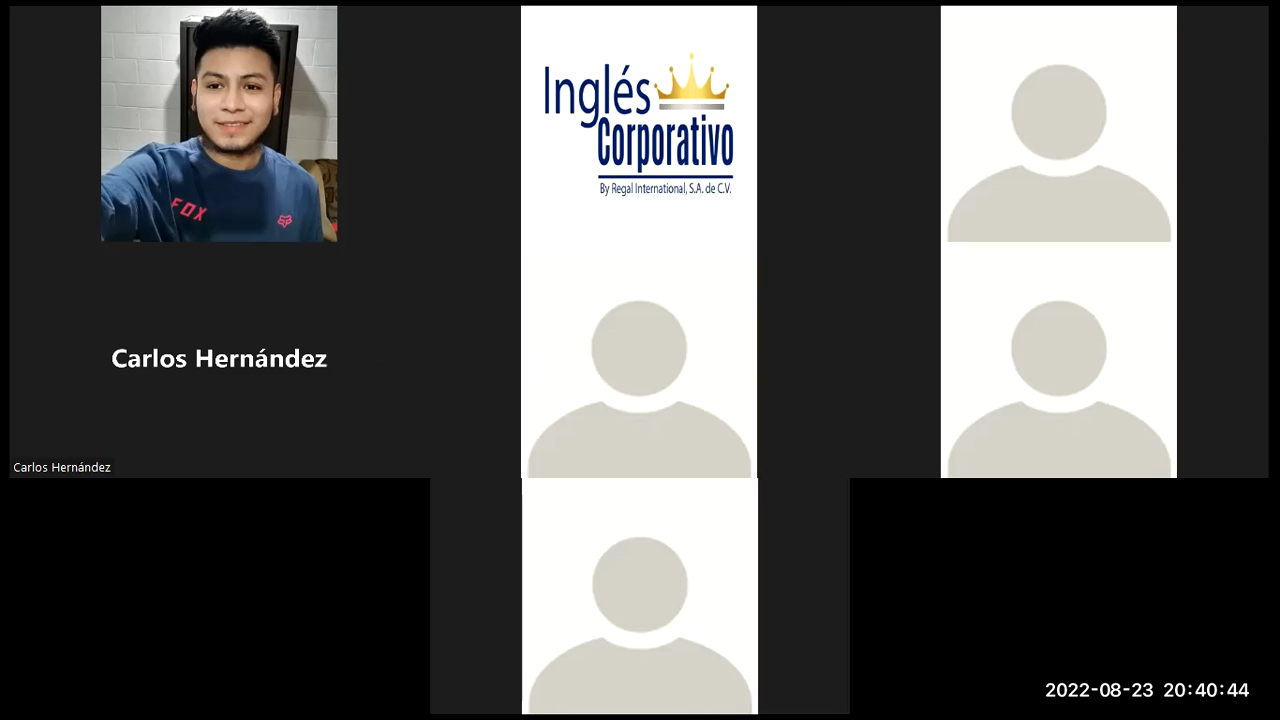 Inglés
Corporativo
By Regal International, S.A. de C.V.
FOX
Carlos Hernández
Carlos Hernández
2022-08-23 20:40:44